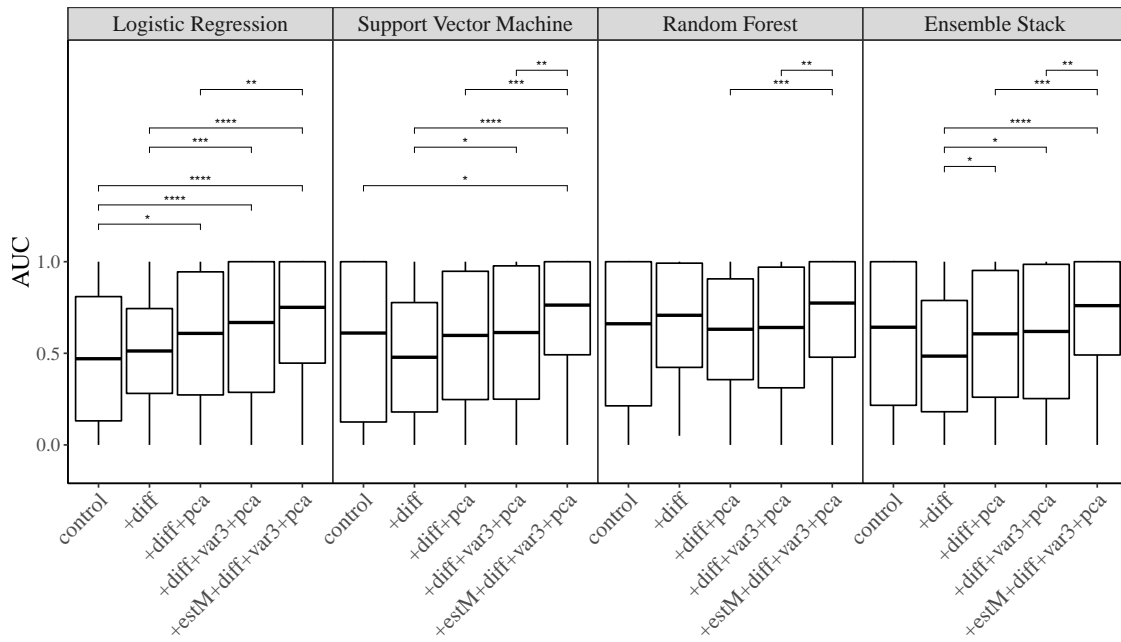 Logistic Regression
Support Vector Machine
Random Forest
Ensemble Stack
**
****
***
****
****
*
**
***
****
*
*
**
***
**
***
****
*
*
AUC
1.0
0.5
0.0
control
+diff
+diff+pca
+diff+var3+pca
+estM+diff+var3+pca
control
+diff
+diff+pca
+diff+var3+pca
+estM+diff+var3+pca
control
+diff
+diff+pca
+diff+var3+pca
+estM+diff+var3+pca
control
+diff
+diff+pca
+diff+var3+pca
+estM+diff+var3+pca